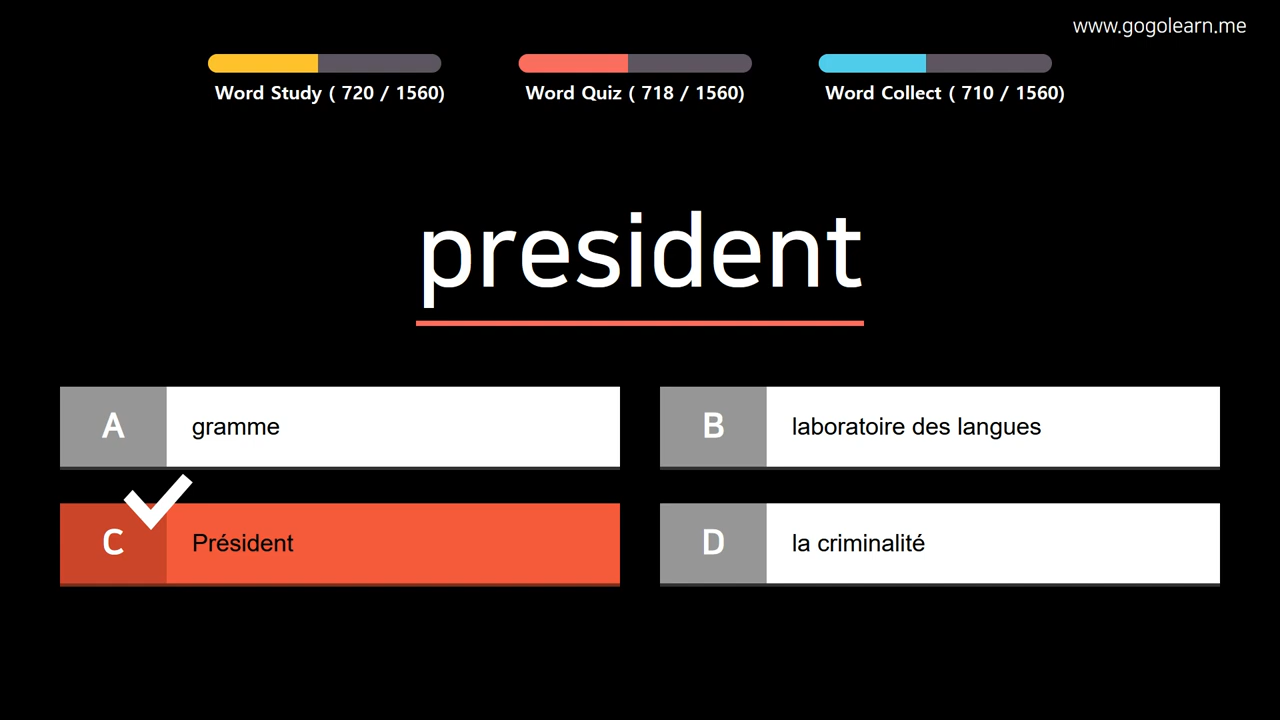 www.gogolearn.me
Word Study ( 720 / 1560)
Word Quiz ( 718 / 1560)
Word Collect ( 710 / 1560)
president
A
gramme
B
laboratoire des langues
C
Président
D
la criminalité